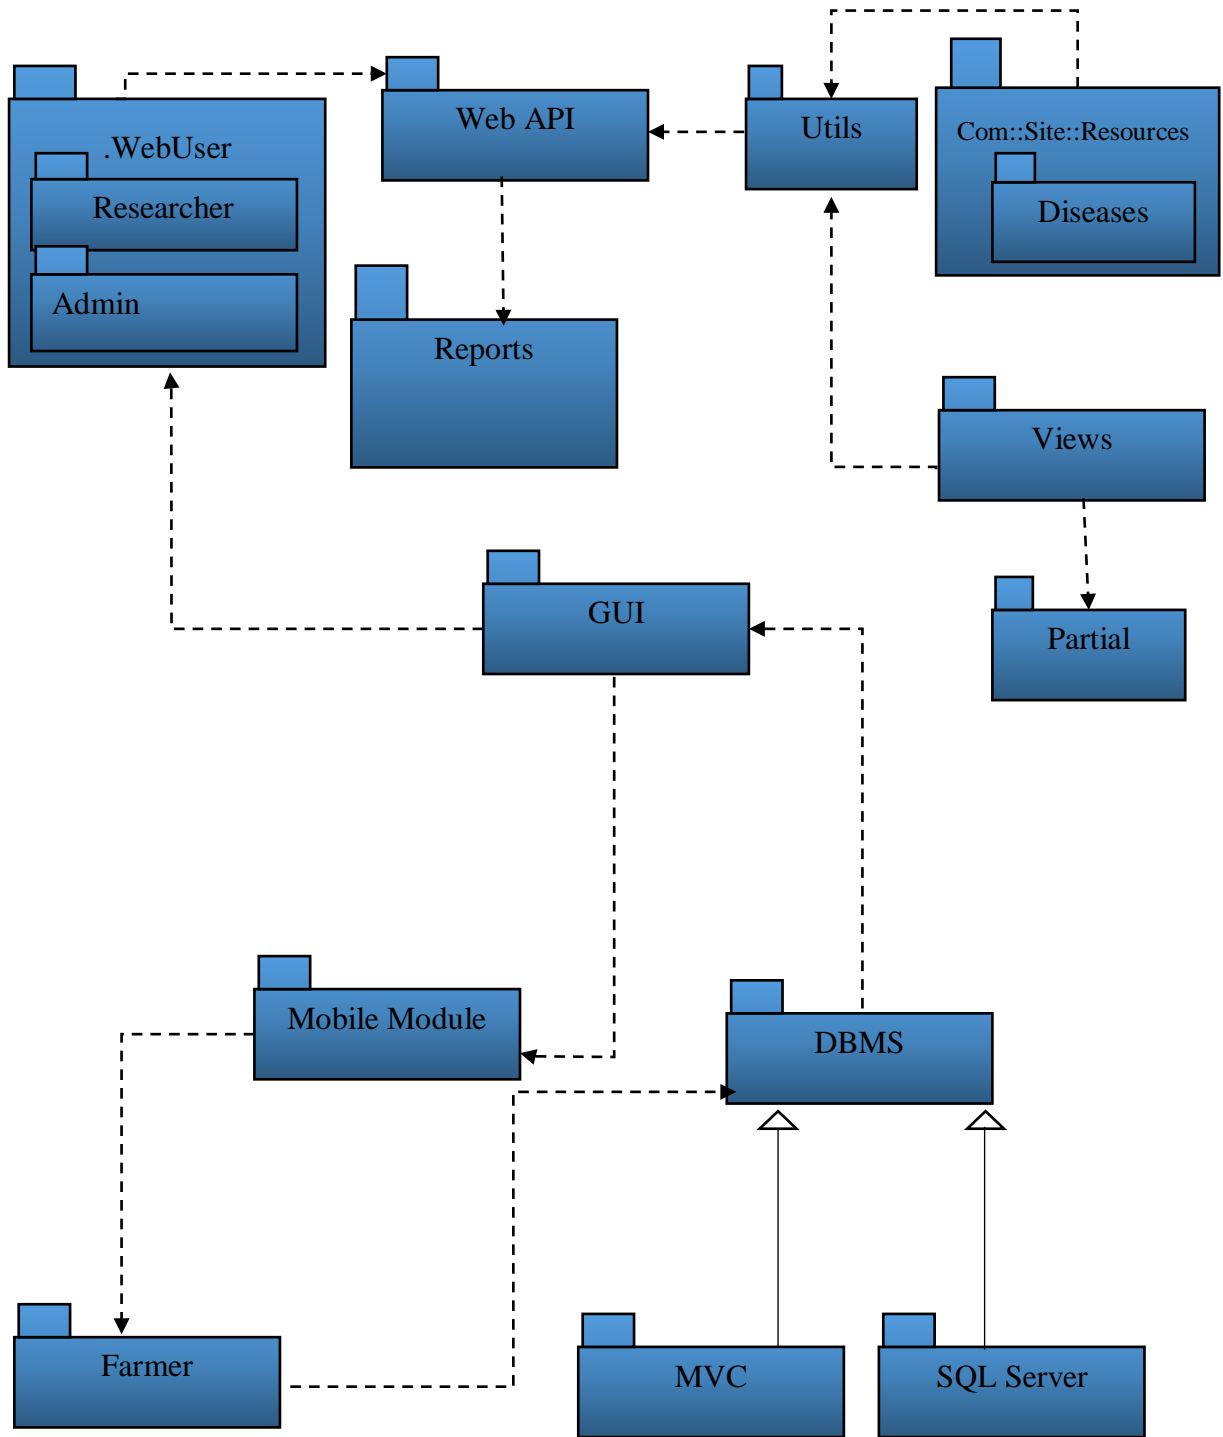 Web API
Utils
Com::Site::Resources
.WebUser
Researcher
Diseases
Admin
Reports
Views
GUI
Partial
Mobile Module
DBMS
Farmer
MVC
SQL Server